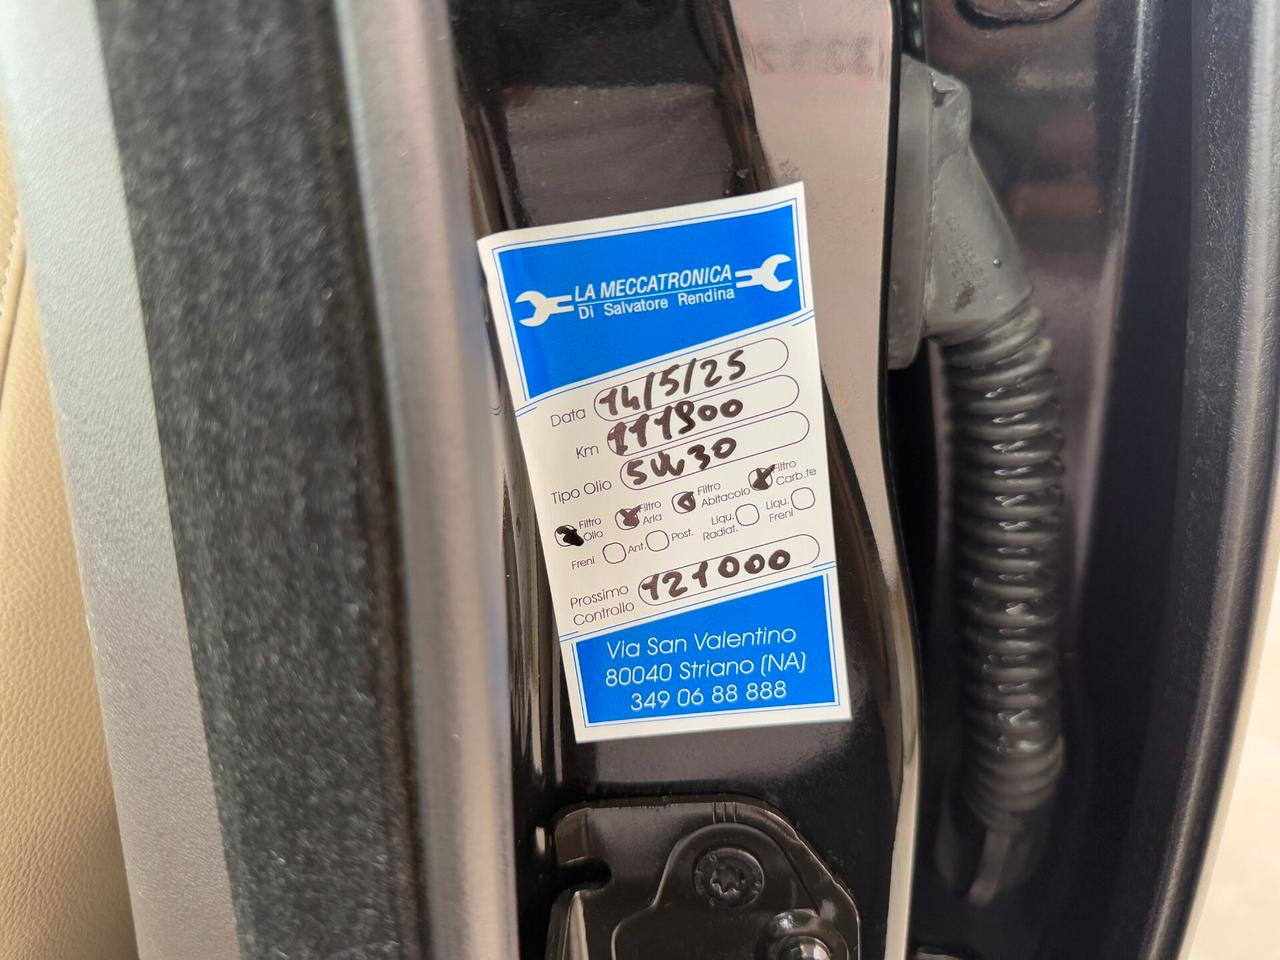 LA MECCATRONICA
Di Salvatore Rendina
Data 14/5/25
Km 111900
Tipo Olio 5W30
Filtro Olio Filtro Aria Filtro Abitacolo Filtro Carb.te
Freni Ant. Post. Liqu. Radiat. Liqu. Freni
Prossimo Controllo 121000
Via San Valentino
80040 Striano (NA)
349 06 88 888